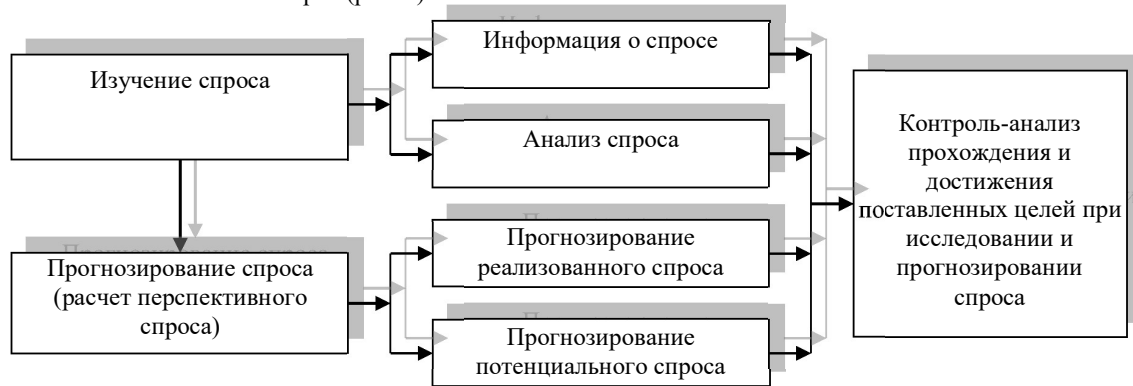 Информация о спросе
Изучение спроса
Анализ спроса
Контроль-анализ
прохождения и
достижения
поставленных целей при
исследовании и
прогнозировании
спроса
Прогнозирование спроса
(расчет перспективного
спроса)
Прогнозирование
реализованного спроса
Прогнозирование
потенциального спроса